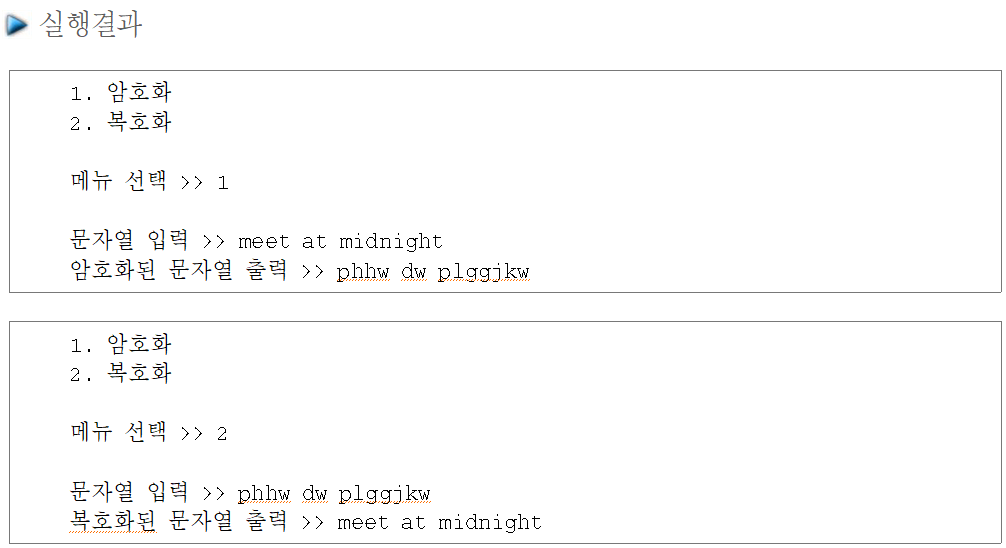 실행결과
1. 암호화
2. 복호화
메뉴 선택 >> 1
문자열 입력 >> meet at midnight
암호화된 문자열 출력 >> phhw dw plggjkw
1. 암호화
2. 복호화
메뉴 선택 >> 2
문자열 입력 >> phhw dw plggjkw
복호화된 문자열 출력 >> meet at midnight